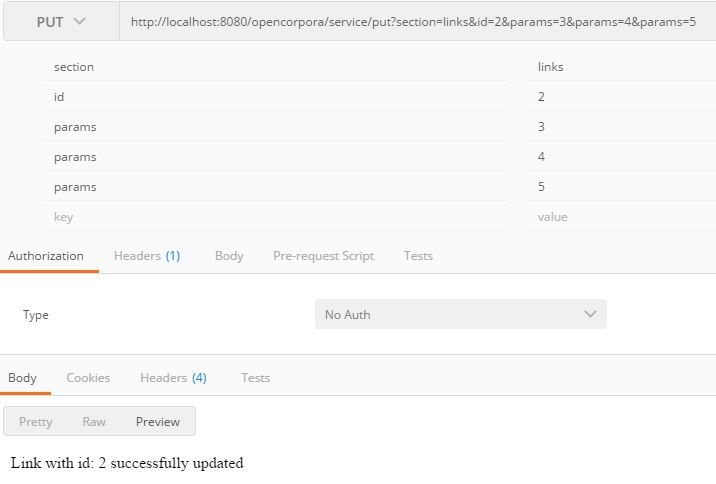 PUT http://localhost:8080/opencorpora/service/put?section=links&id=2&params=3&params=4&params=5
section links
id 2
params 3
params 4
params 5
key value
Authorization Headers (1) Body Pre-request Script Tests
Type No Auth
Body Cookies Headers (4) Tests
Pretty Raw Preview
Link with id: 2 successfully updated